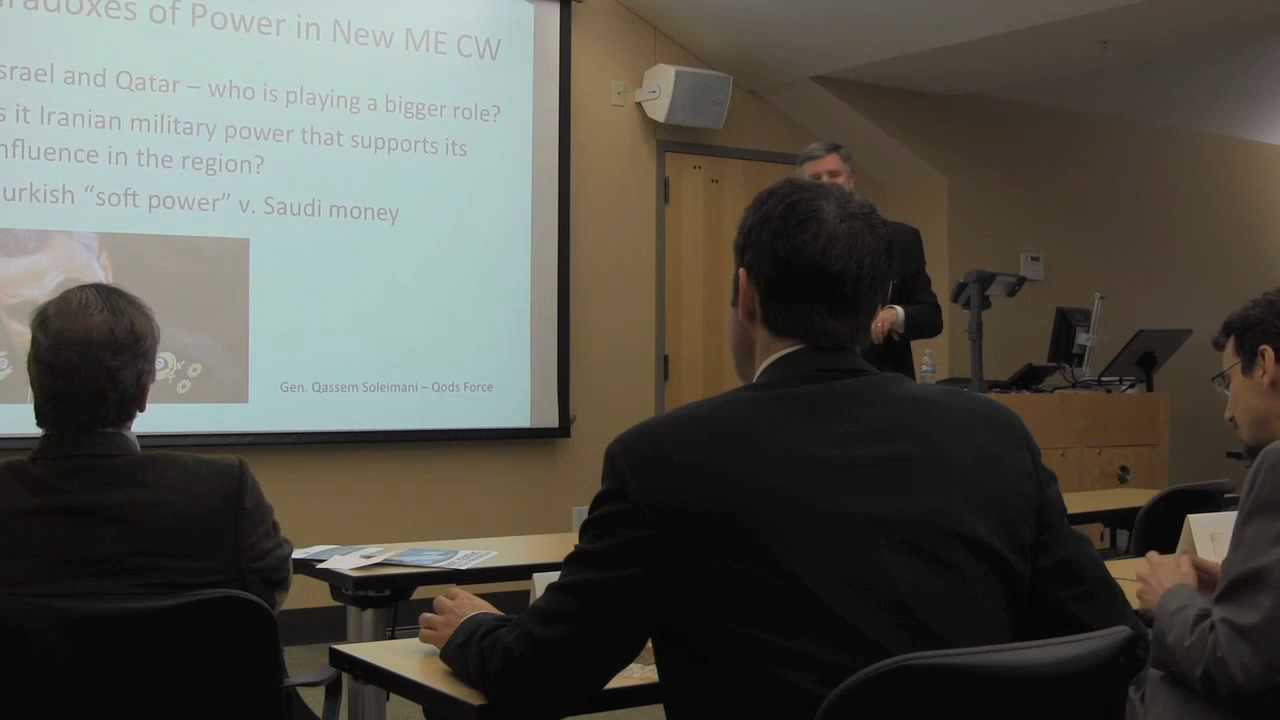 radoxes of Power in New ME CW
srael and Qatar – who is playing a bigger role?
s it Iranian military power that supports its
nfluence in the region?
urkish “soft power” v. Saudi money
Gen. Qassem Soleimani – Qods Force